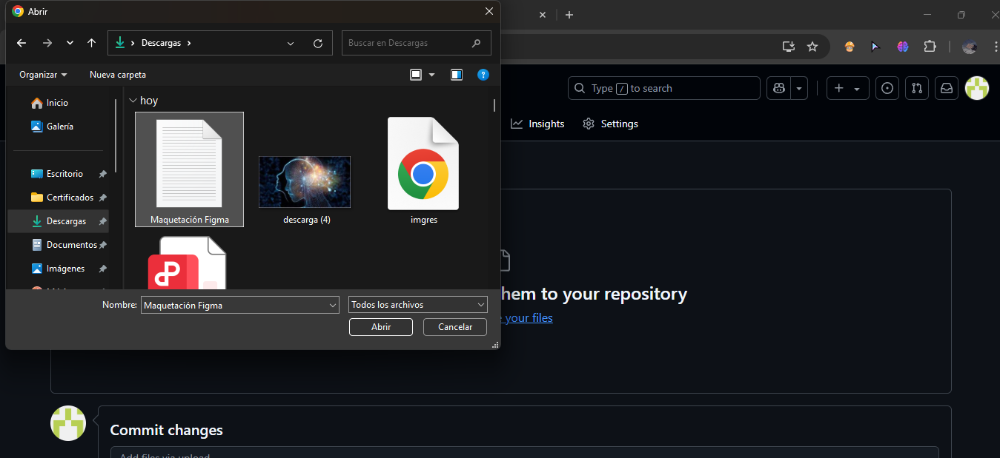 Abrir
Descargas
Buscar en Descargas
Organizar
Nueva carpeta
Inicio
Galería
Escritorio
Certificados
Descargas
Documentos
Imágenes
hoy
Maquetación Figma
descarga (4)
imgres
Nombre:
Maquetación Figma
Todos los archivos
Abrir
Cancelar
Type / to search
Insights
Settings
hem to your repository
your files
Commit changes
Add files via upload